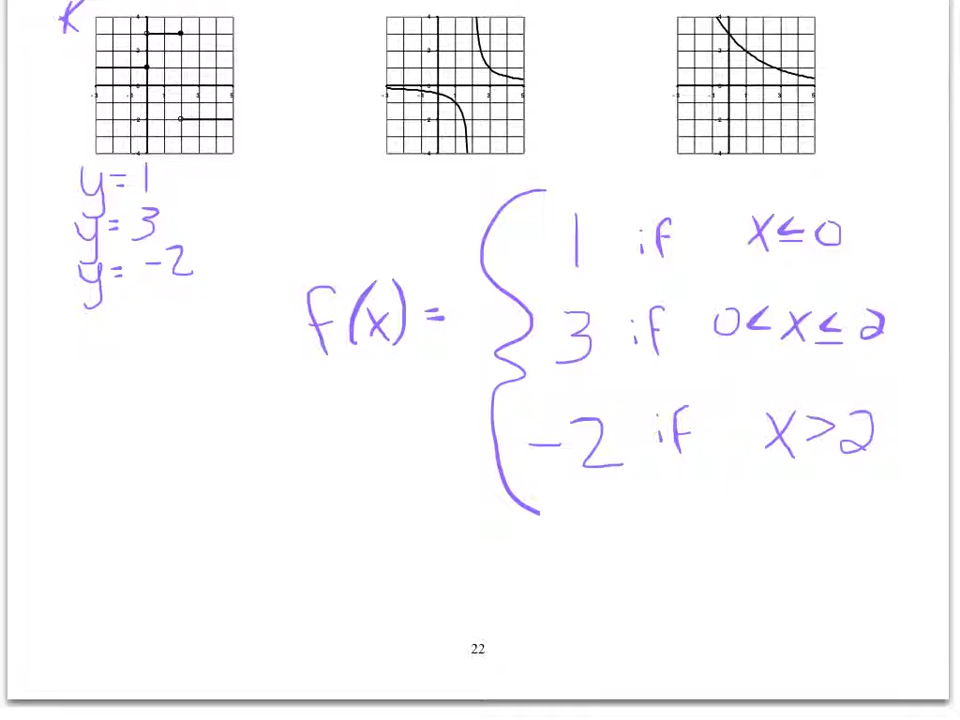 K
y = 1
y = 3
y = -2
f(x) =
1 if x ≤ 0
3 if 0 < x ≤ 2
-2 if x > 2
22